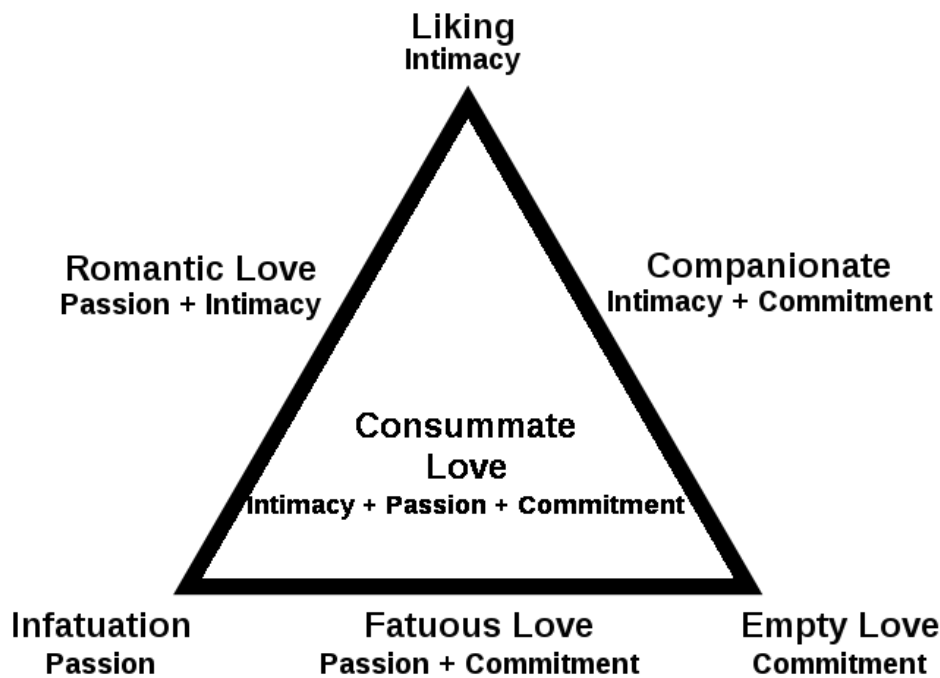 Liking
Intimacy
Romantic Love
Passion + Intimacy
Companionate
Intimacy + Commitment
Consummate
Love
Intimacy + Passion + Commitment
Infatuation
Passion
Fatuous Love
Passion + Commitment
Empty Love
Commitment